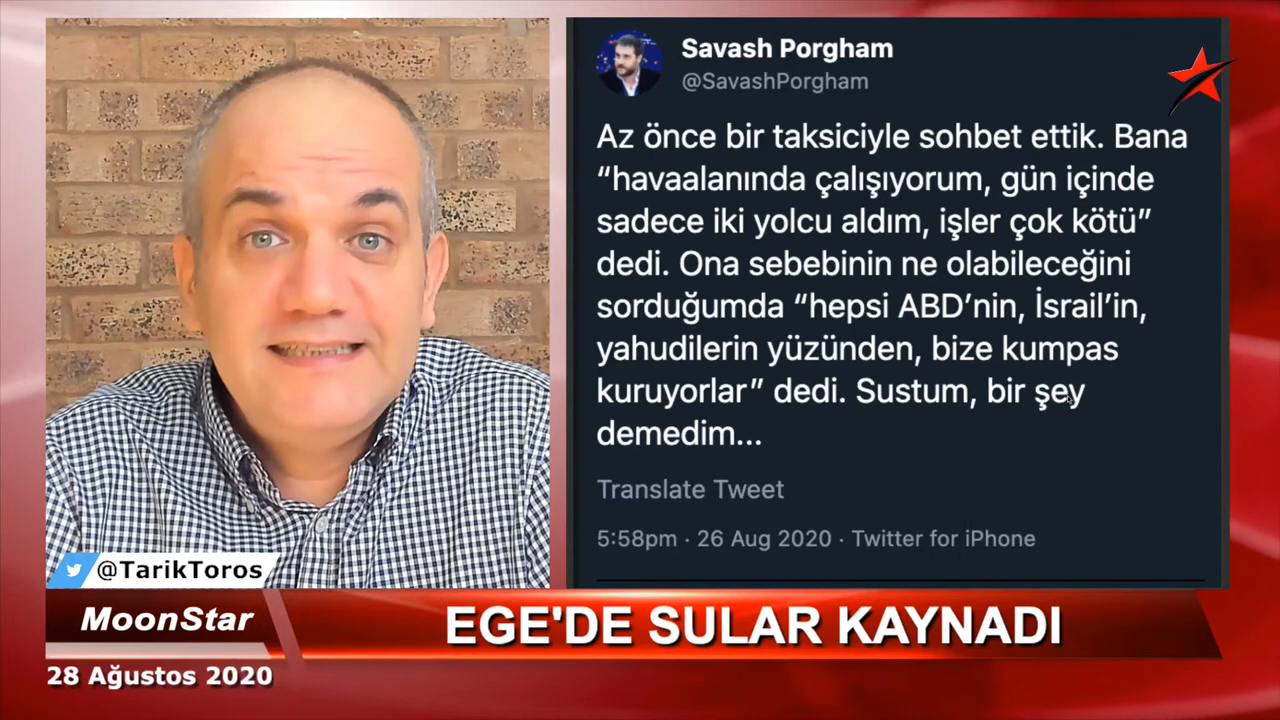 Savash Porgham
@SavashPorgham
Az önce bir taksiciyle sohbet ettik. Bana
“havaalanında çalışıyorum, gün içinde
sadece iki yolcu aldım, işler çok kötü”
dedi. Ona sebebinin ne olabileceğini
sorduğumda “hepsi ABD’nin, İsrail’in,
yahudilerin yüzünden, bize kumpas
kuruyorlar” dedi. Sustum, bir şey
demedim...
Translate Tweet
5:58pm · 26 Aug 2020 · Twitter for iPhone
@TarikToros
MoonStar
EGE'DE SULAR KAYNADI
28 Ağustos 2020